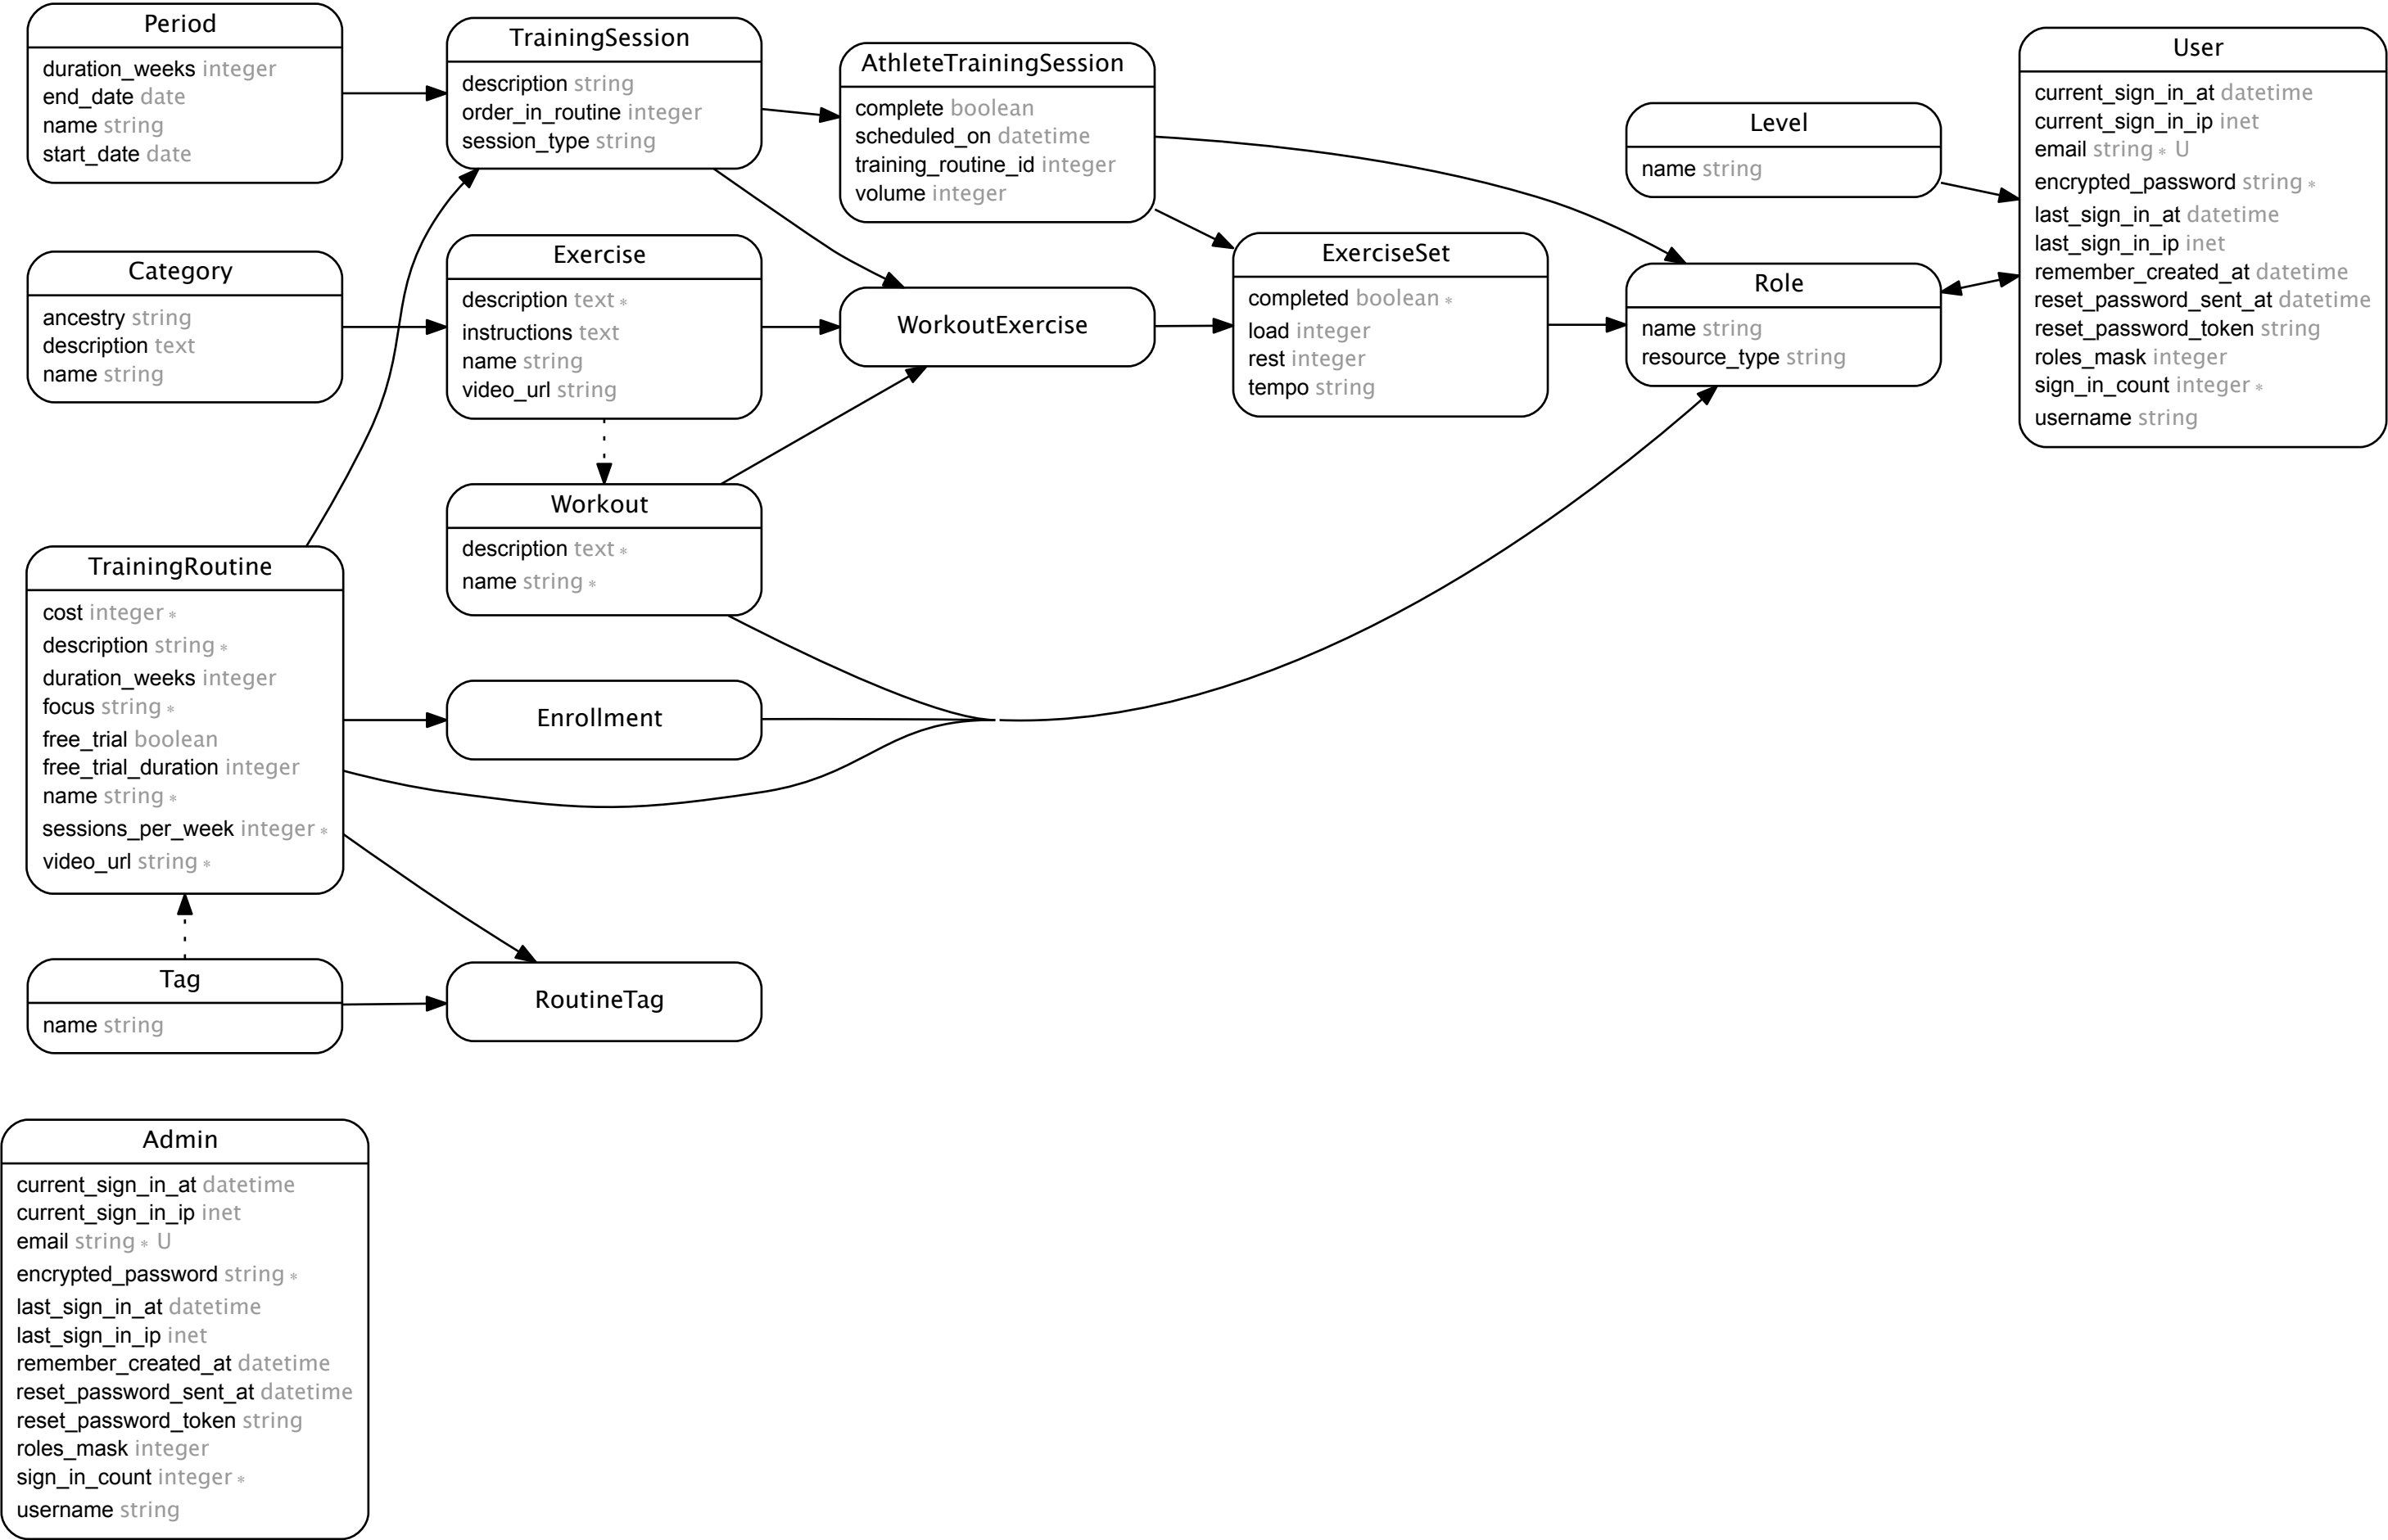 Period
duration_weeks integer
end_date date
name string
start_date date
TrainingSession
description string
order_in_routine integer
session_type string
AthleteTrainingSession
complete boolean
scheduled_on datetime
training_routine_id integer
volume integer
User
current_sign_in_at datetime
current_sign_in_ip inet
email string * U
encrypted_password string *
last_sign_in_at datetime
last_sign_in_ip inet
remember_created_at datetime
reset_password_sent_at datetime
reset_password_token string
roles_mask integer
sign_in_count integer *
username string
Level
name string
Category
ancestry string
description text
name string
Exercise
description text *
instructions text
name string
video_url string
WorkoutExercise
ExerciseSet
completed boolean *
load integer
rest integer
tempo string
Role
name string
resource_type string
Workout
description text *
name string *
TrainingRoutine
cost integer *
description string *
duration_weeks integer
focus string *
free_trial boolean
free_trial_duration integer
name string *
sessions_per_week integer *
video_url string *
Enrollment
Tag
name string
RoutineTag
Admin
current_sign_in_at datetime
current_sign_in_ip inet
email string * U
encrypted_password string *
last_sign_in_at datetime
last_sign_in_ip inet
remember_created_at datetime
reset_password_sent_at datetime
reset_password_token string
roles_mask integer
sign_in_count integer *
username string